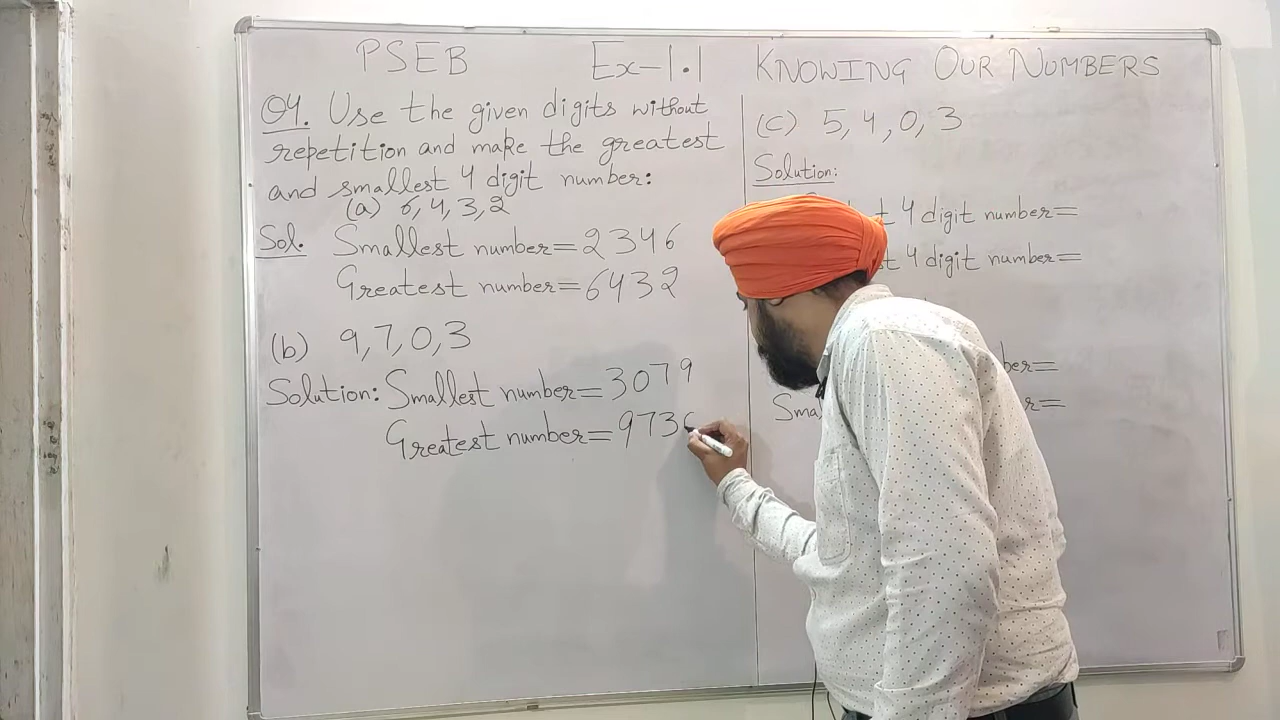 PSEB Ex-1.1 KNOWING OUR NUMBERS
Q4. Use the given digits without
repetition and make the greatest
and smallest 4 digit number:
(a) 6,4,3,2
Sol. Smallest number=2346
Greatest number=6432
(b) 9,7,0,3
Solution: Smallest number=3079
Greatest number=973
(c) 5,4,0,3
Solution:
4 digit number=
4 digit number=